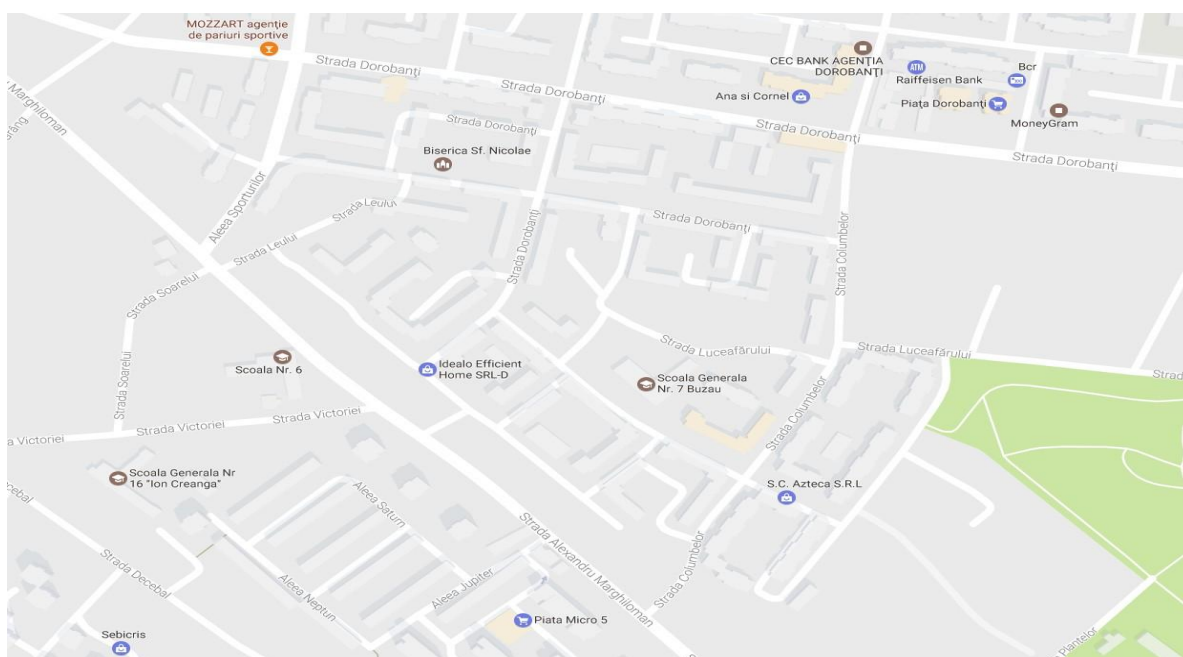 MOZZART agenție
de pariuri sportive
Strada Dorobanți
CEC BANK AGENȚIA
DOROBANȚI
Raiffeisen Bank
ATM
Bcr
Ana si Cornel
Piața Dorobanți
MoneyGram
Strada Dorobanți
Strada Dorobanți
Strada Dorobanți
Strada Dorobanți
Marghiloman
Biserica Sf. Nicolae
Aleea Sporturilor
Strada Leului
Strada Leului
Strada Dorobanți
Strada Dorobanți
Strada Columbelor
Strada Soarelui
Strada Soarelui
Scoala Nr. 6
Idealo Efficient
Home SRL-D
Strada Luceafărului
Strada Luceafărului
Strad
Scoala Generala
Nr. 7 Buzau
Strada Columbelor
a Victoriei
Strada Victoriei
Strada Victoriei
Scoala Generala Nr
16 "Ion Creanga"
Aleea Saturn
S.C. Azteca S.R.L
cebal
Strada Decebal
Aleea Neptun
Aleea Jupiter
Strada Alexandru Marghiloman
Strada Columbelor
Piata Micro 5
Sebicris
Plantelor